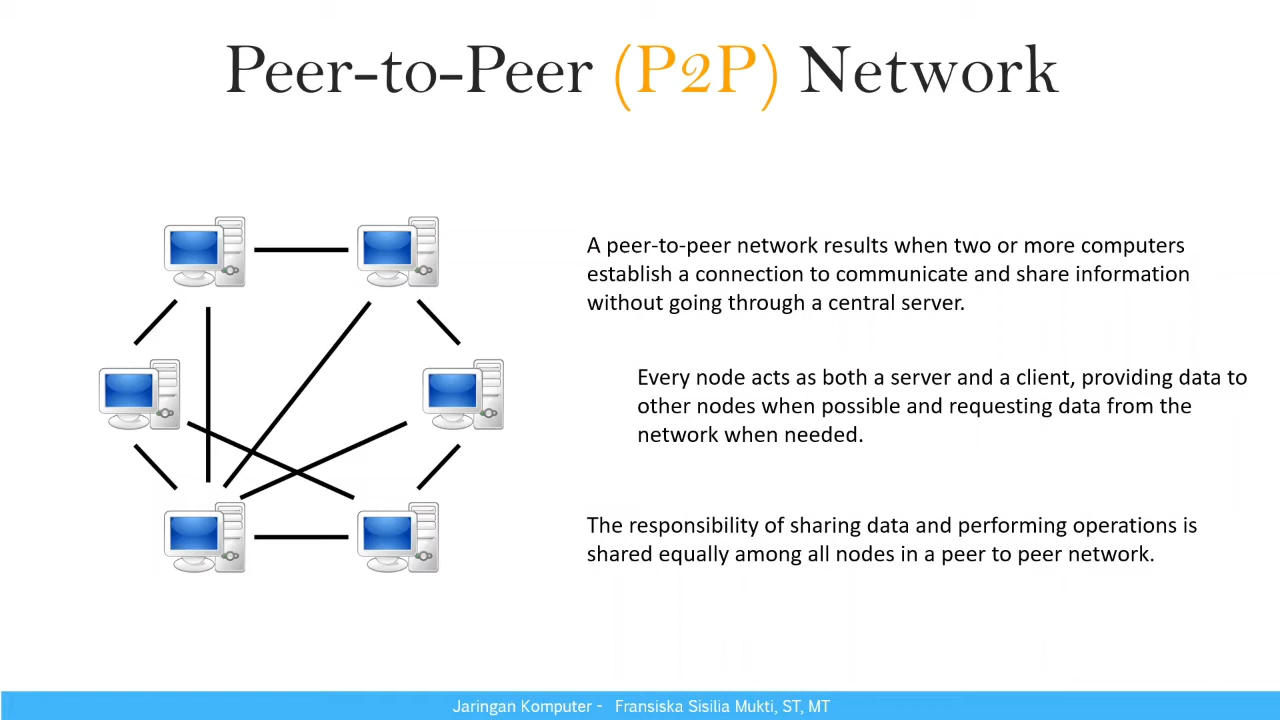 Peer-to-Peer (P2P) Network
A peer-to-peer network results when two or more computers
establish a connection to communicate and share information
without going through a central server.
Every node acts as both a server and a client, providing data to
other nodes when possible and requesting data from the
network when needed.
The responsibility of sharing data and performing operations is
shared equally among all nodes in a peer to peer network.
Jaringan Komputer - Fransiska Sisilia Mukti, ST, MT